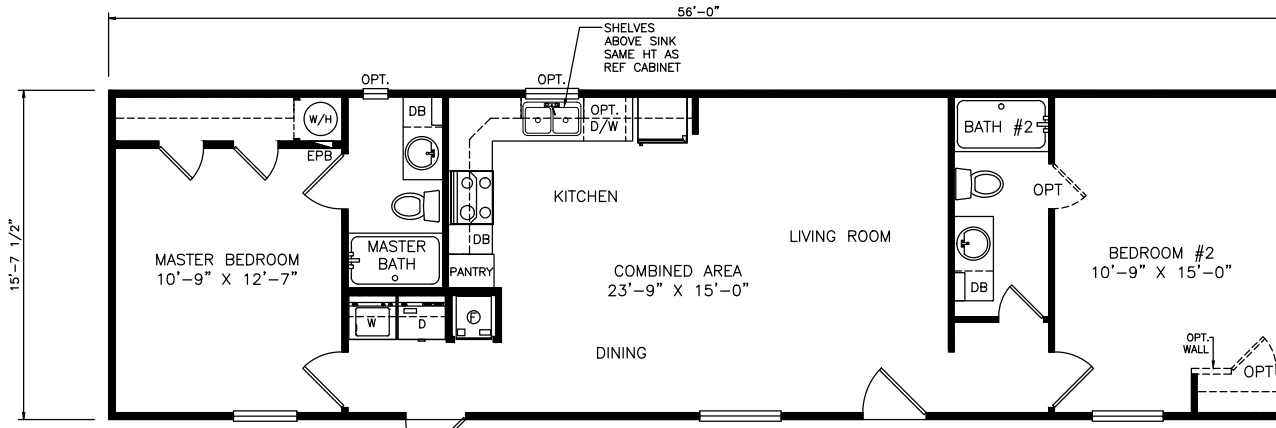 56'-0"
SHELVES
ABOVE SINK
SAME HT AS
REF CABINET
OPT.
OPT.
W/H
DB
OPT.
D/W
BATH #2
EPB
KITCHEN
OPT
15'-7 1/2"
LIVING ROOM
DB
MASTER
BATH
MASTER BEDROOM
10'-9" X 12'-7"
BEDROOM #2
10'-9" X 15'-0"
PANTRY
COMBINED AREA
23'-9" X 15'-0"
DB
W
D
F
DINING
OPT.
WALL
OPT